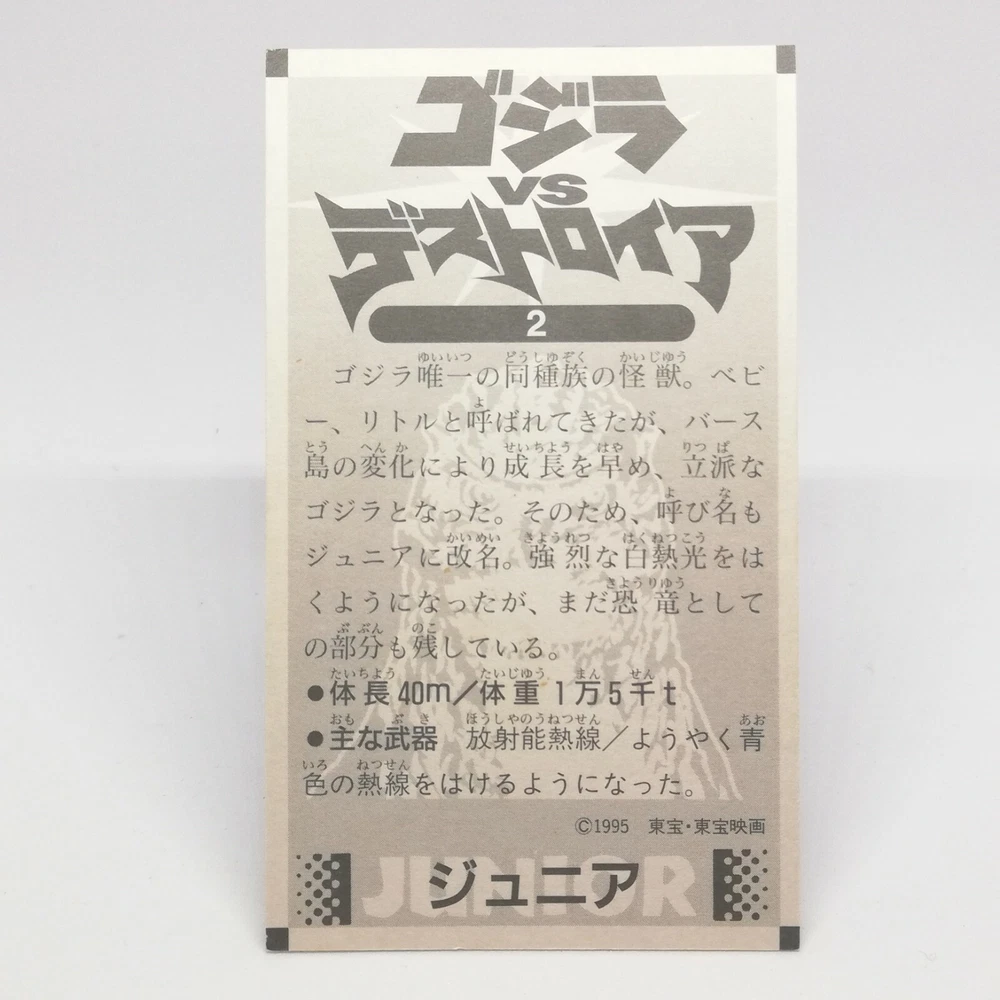 ゴジラ
VS
デストロイア
2
ゴジラ唯一の同種族の怪獣。ベビ
ー、リトルと呼ばれてきたが、バース
島の変化により成長を早め、立派な
ゴジラとなった。そのため、呼び名も
ジュニアに改名。強烈な白熱光をは
くようになったが、まだ恐竜として
の部分も残している。
●体長40m/体重1万5千t
●主な武器　放射能熱線/ようやく青
色の熱線をはけるようになった。
©1995　東宝・東宝映画
JUNIOR
ジュニア